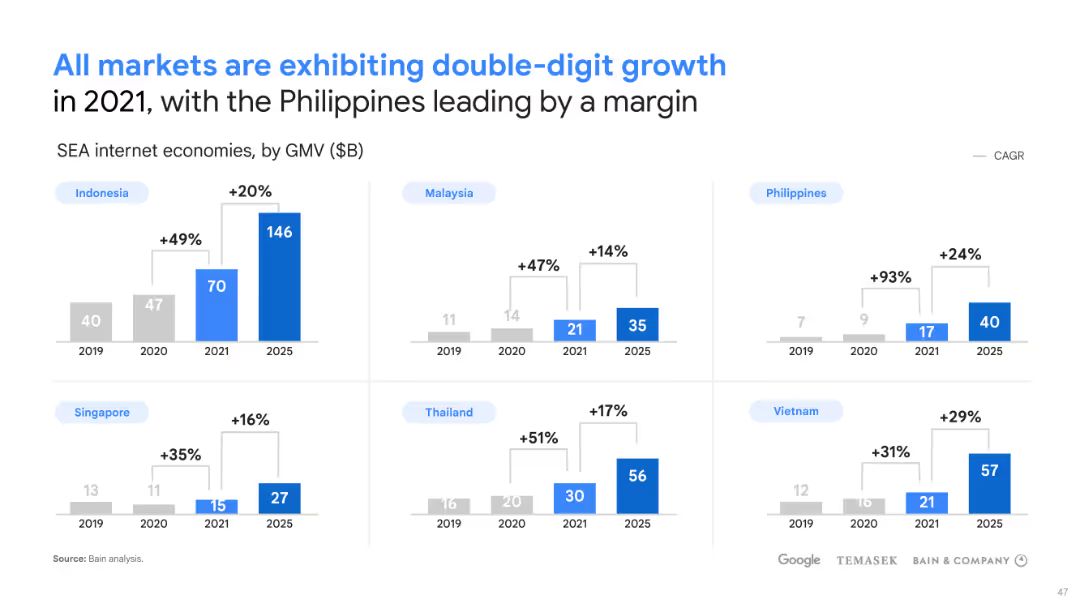 All markets are exhibiting double-digit growth
in 2021, with the Philippines leading by a margin
SEA internet economies, by GMV ($B)
CAGR
Indonesia
+20%
+49%
40
47
70
146
2019 2020 2021 2025
Malaysia
+14%
+47%
11
14
21
35
2019 2020 2021 2025
Philippines
+24%
+93%
7
9
17
40
2019 2020 2021 2025
Singapore
+16%
+35%
13
11
15
27
2019 2020 2021 2025
Thailand
+17%
+51%
16
20
30
56
2019 2020 2021 2025
Vietnam
+29%
+31%
12
16
21
57
2019 2020 2021 2025
Source: Bain analysis.
Google TEMASEK BAIN & COMPANY
47